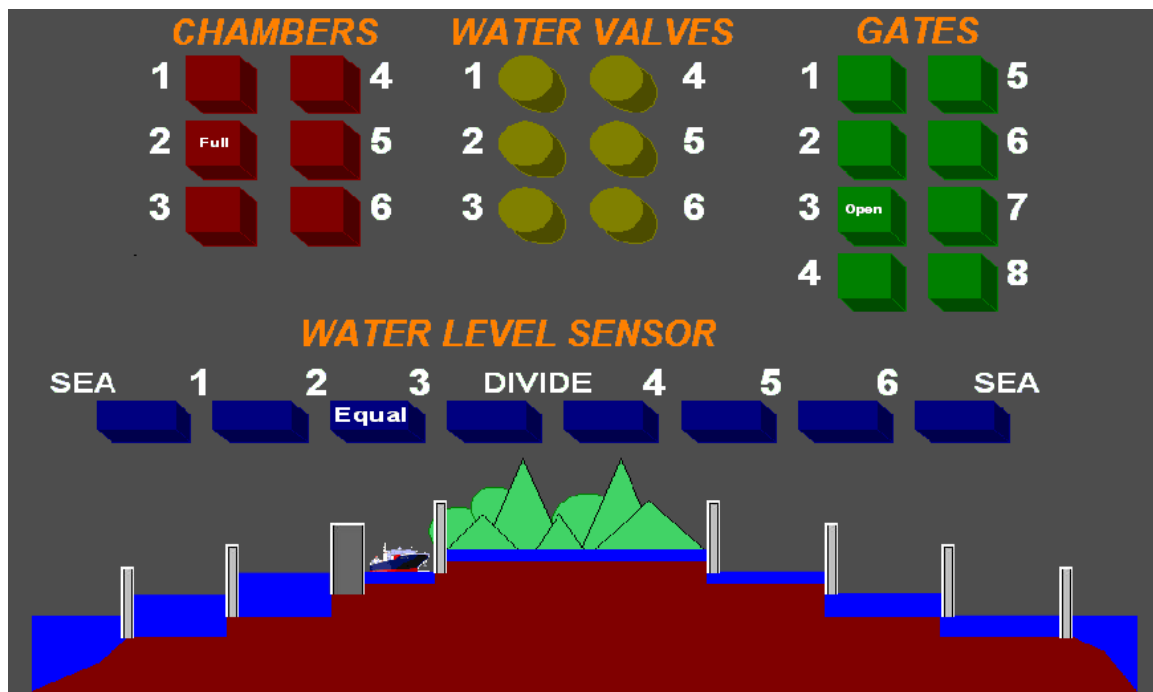 CHAMBERS WATER VALVES GATES
1 4 1 4 1 5
2 Full 5 2 5 2 6
3 6 3 6 3 Open 7
4 8
WATER LEVEL SENSOR
SEA 1 2 3 DIVIDE 4 5 6 SEA
Equal